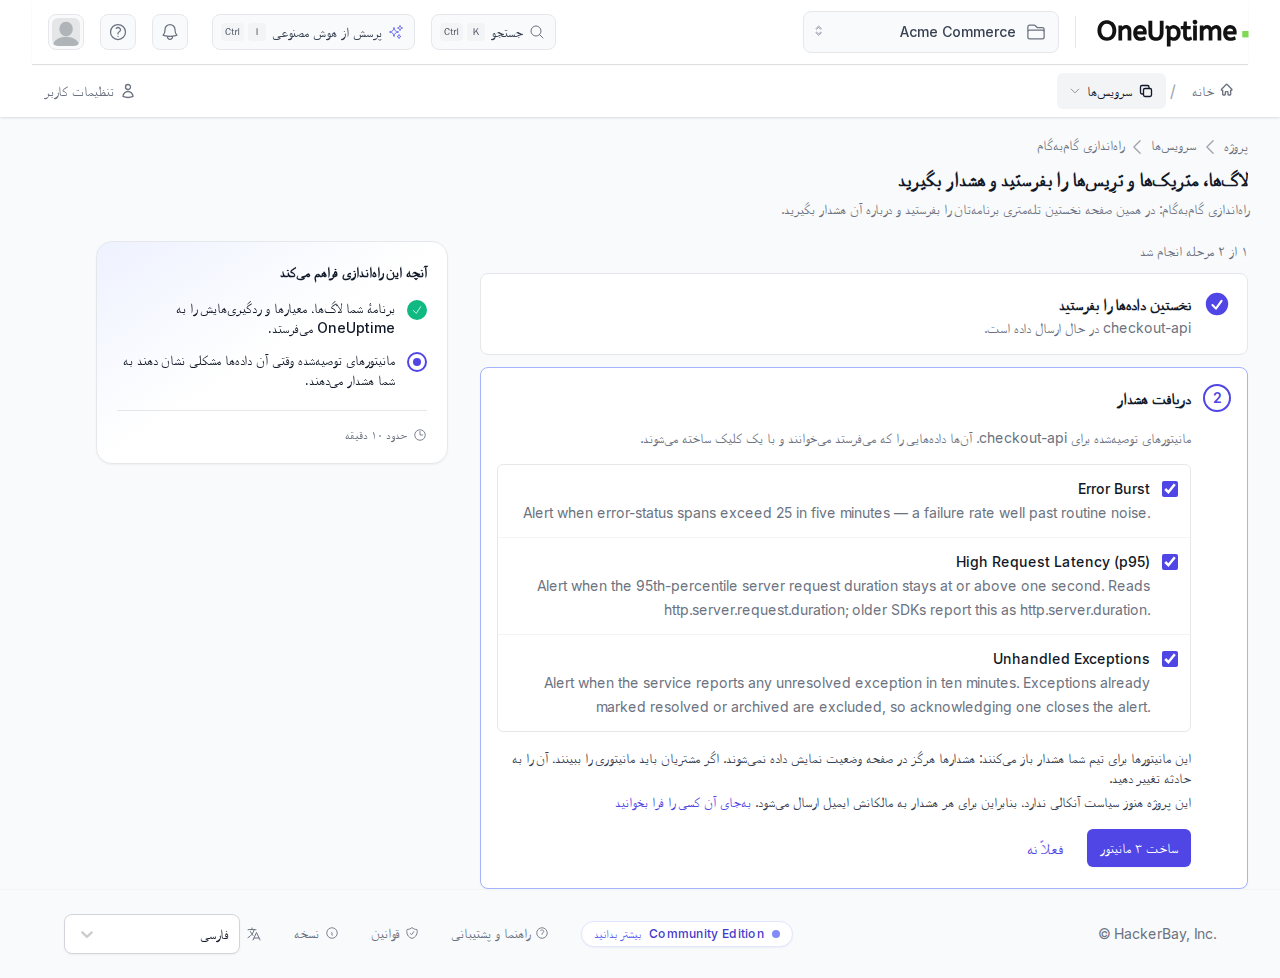 OneUptime
Acme Commerce
جستجو K Ctrl
پرسش از هوش مصنوعی I Ctrl
خانه / سرویس‌ها
تنظیمات کاربر
پروژه
سرویس‌ها
راه‌اندازی گام‌به‌گام
لاگ‌ها، متریک‌ها و تریس‌ها را بفرستید و هشدار بگیرید
راه‌اندازی گام‌به‌گام: در همین صفحه نخستین تله‌متری برنامه‌تان را بفرستید و درباره آن هشدار بگیرید.
۱ از ۲ مرحله انجام شد
نخستین داده‌ها را بفرستید
checkout-api در حال ارسال داده است.
2
دریافت هشدار
مانیتورهای توصیه‌شده برای checkout-api. آن‌ها داده‌هایی را که می‌فرستد می‌خوانند و با یک کلیک ساخته می‌شوند.
Error Burst
Alert when error-status spans exceed 25 in five minutes — a failure rate well past routine noise.
High Request Latency (p95)
Alert when the 95th-percentile server request duration stays at or above one second. Reads
http.server.request.duration; older SDKs report this as http.server.duration.
Unhandled Exceptions
Alert when the service reports any unresolved exception in ten minutes. Exceptions already
marked resolved or archived are excluded, so acknowledging one closes the alert.
این مانیتورها برای تیم شما هشدار باز می‌کنند: هشدارها هرگز در صفحه وضعیت نمایش داده نمی‌شوند. اگر مشتریان باید مانیتوری را ببینند، آن را به
حادثه تغییر دهید.
این پروژه هنوز سیاست آنکالی ندارد، بنابراین برای هر هشدار به مالکانش ایمیل ارسال می‌شود. به‌جای آن کسی را فرا بخوانید
ساخت ۳ مانیتور
فعلاً نه
آنچه این راه‌اندازی فراهم می‌کند
برنامهٔ شما لاگ‌ها، معیارها و ردگیری‌هایش را به
OneUptime می‌فرستد.
مانیتورهای توصیه‌شده وقتی آن داده‌ها مشکلی نشان دهند به
شما هشدار می‌دهند.
حدود ۱۰ دقیقه
© HackerBay, Inc.
Community Edition بیشتر بدانید
راهنما و پشتیبانی
قوانین
نسخه
فارسی